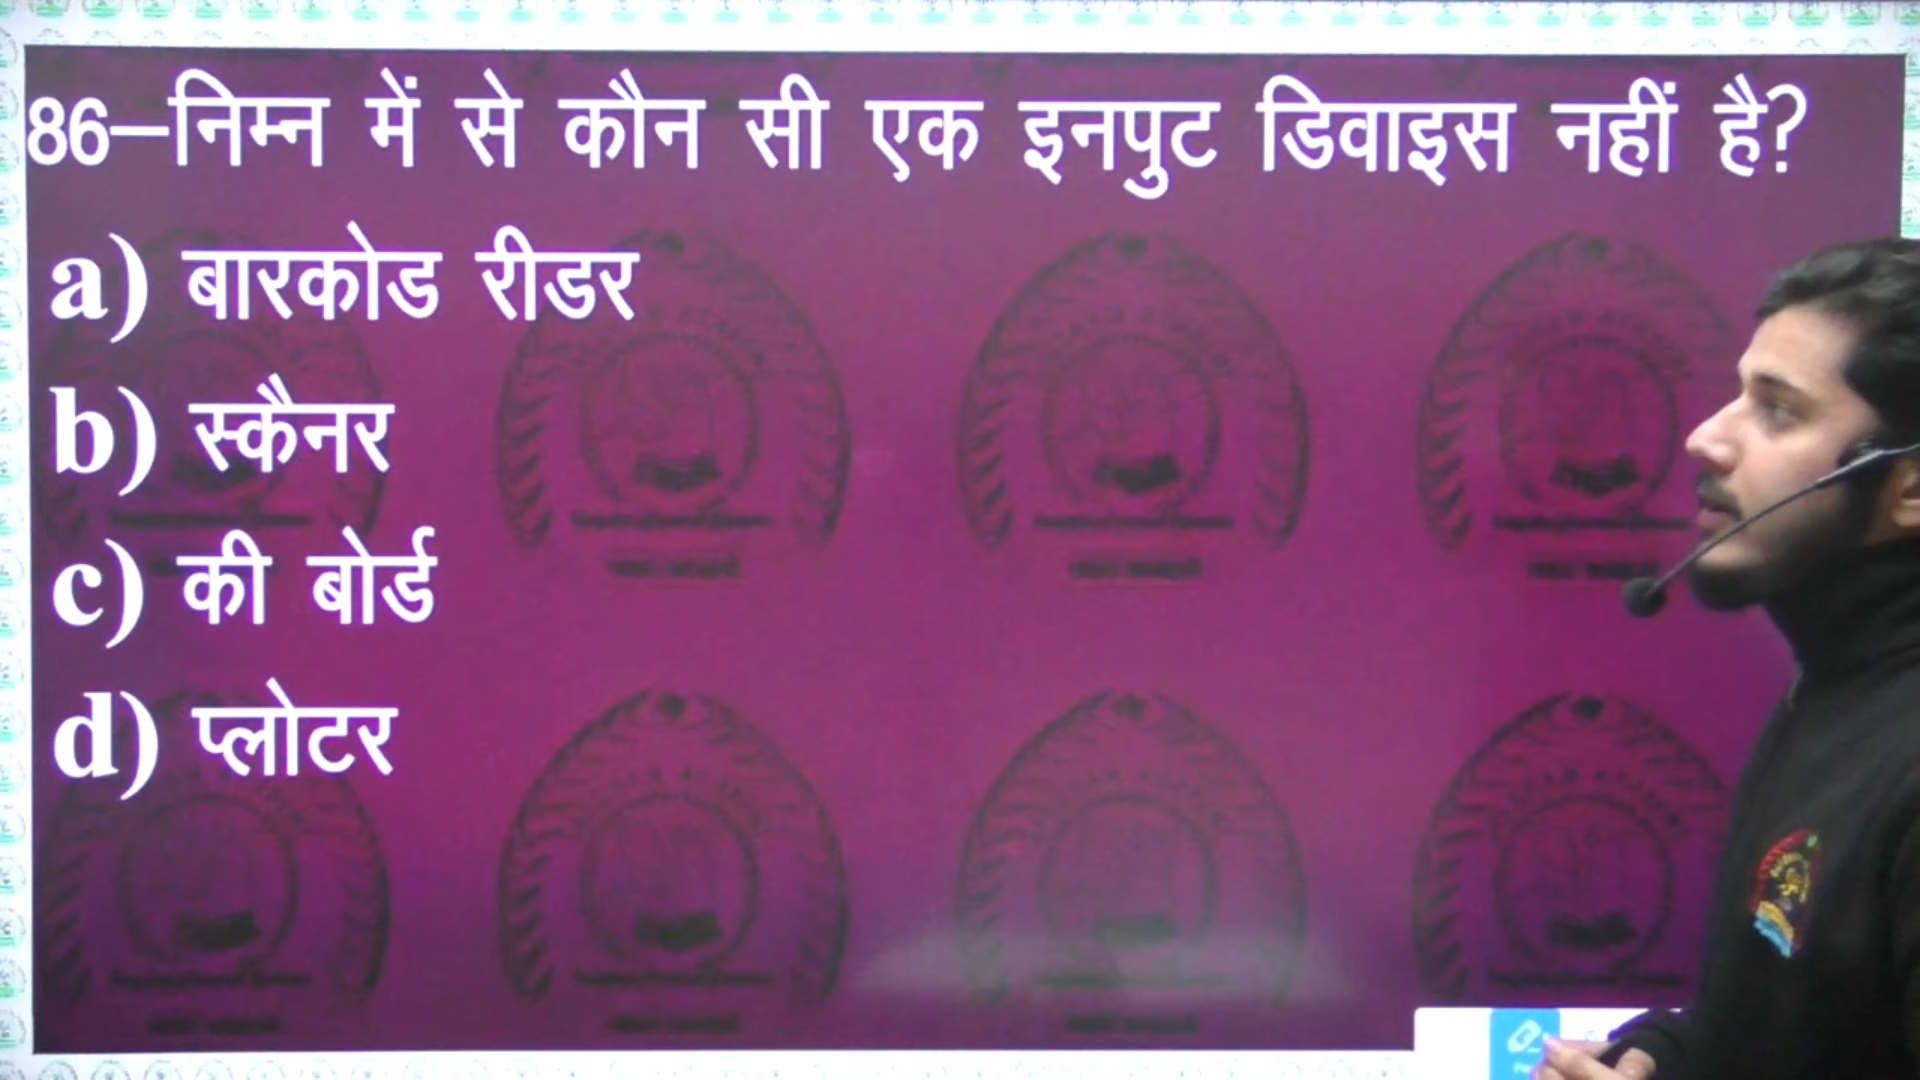 86–निम्न में से कौन सी एक इनपुट डिवाइस नहीं है?
a) बारकोड रीडर
b) स्कैनर
c) की बोर्ड
d) प्लोटर